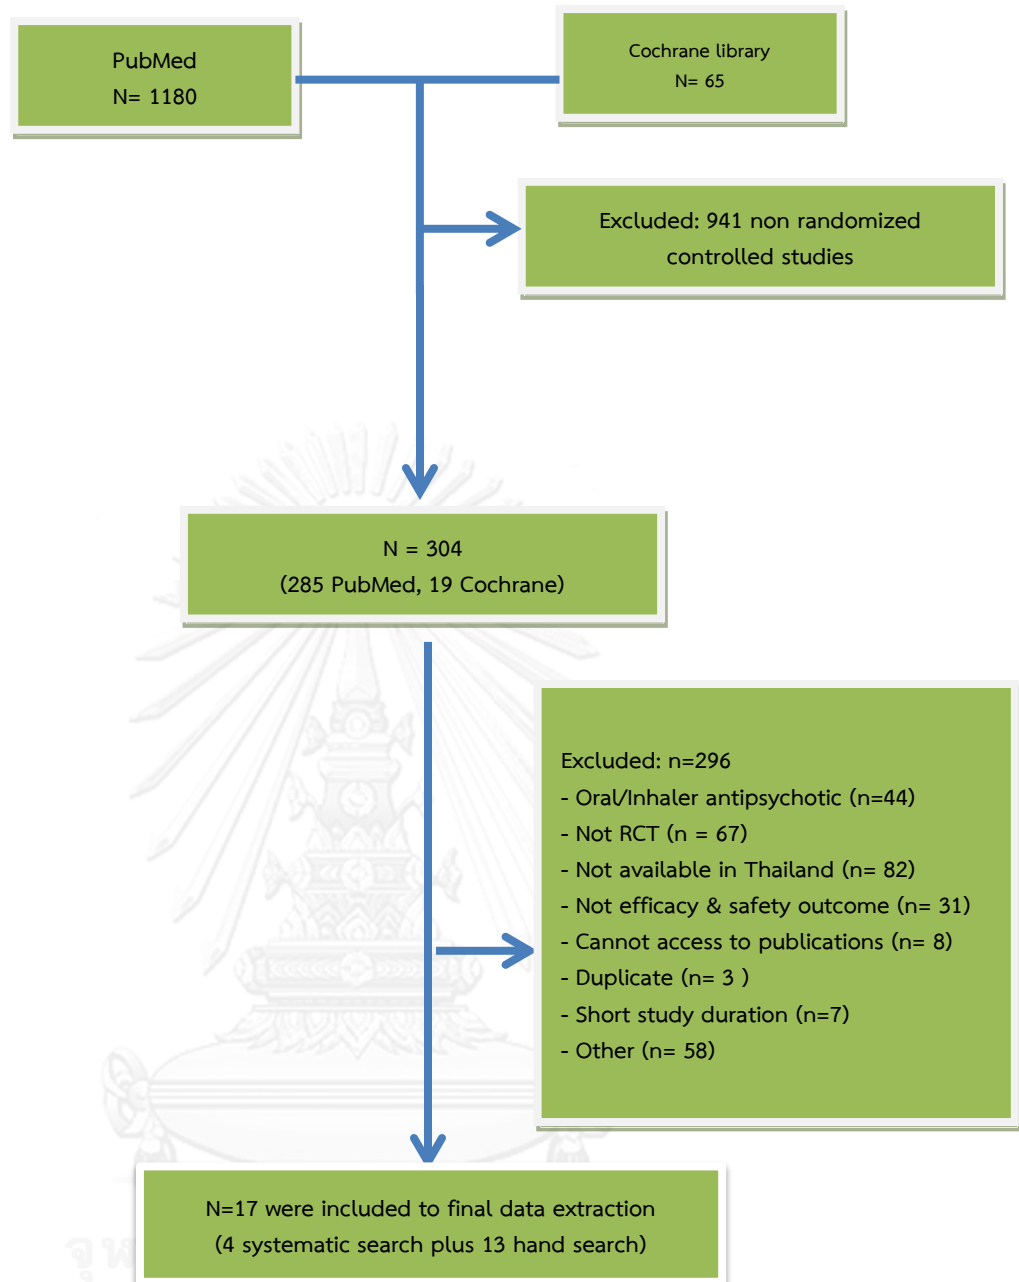 PubMed
N= 1180
Cochrane library
N= 65
Excluded: 941 non randomized
controlled studies
N = 304
(285 PubMed, 19 Cochrane)
Excluded: n=296
- Oral/Inhaler antipsychotic (n=44)
- Not RCT (n = 67)
- Not available in Thailand (n= 82)
- Not efficacy & safety outcome (n= 31)
- Cannot access to publications (n= 8)
- Duplicate (n= 3 )
- Short study duration (n=7)
- Other (n= 58)
N=17 were included to final data extraction
(4 systematic search plus 13 hand search)